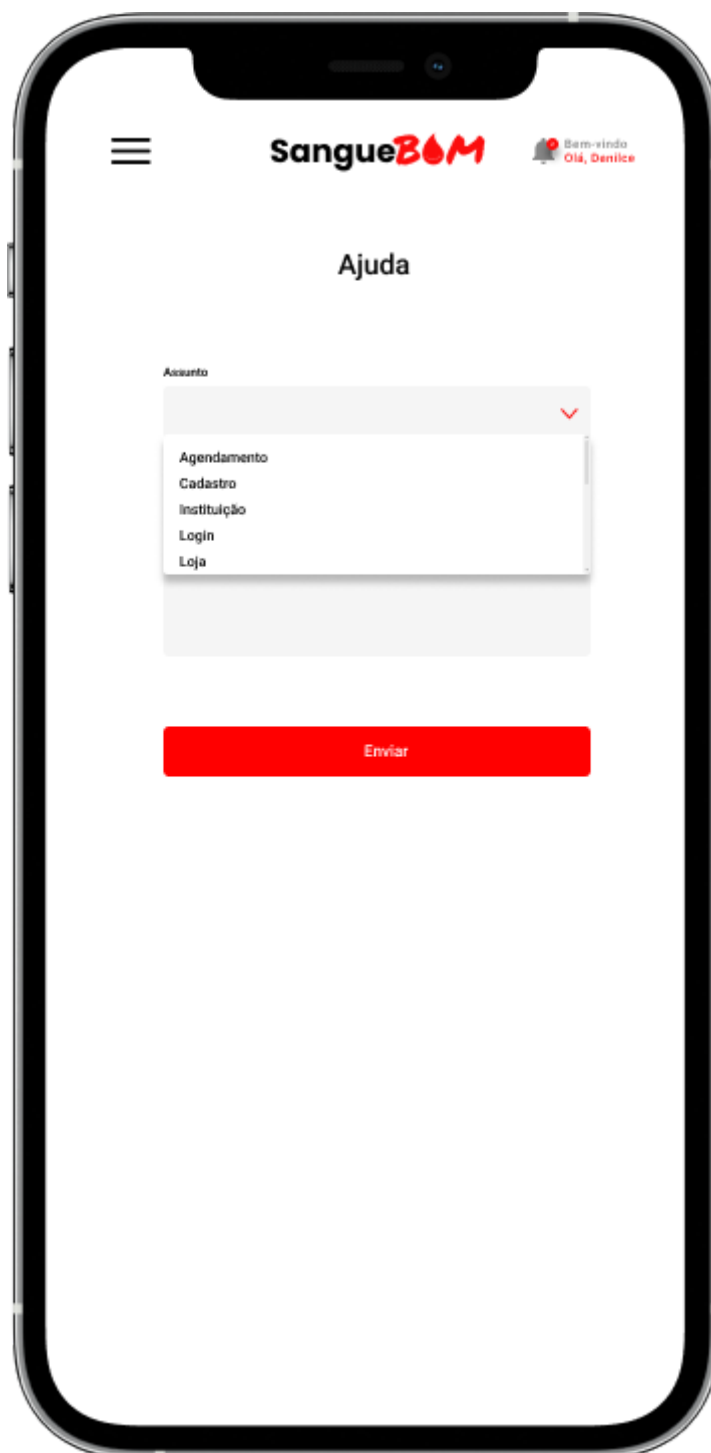 SangueBOM
Bem-vindo
Olá, Denilce
Ajuda
Assunto
Agendamento
Cadastro
Instituição
Login
Loja
Enviar